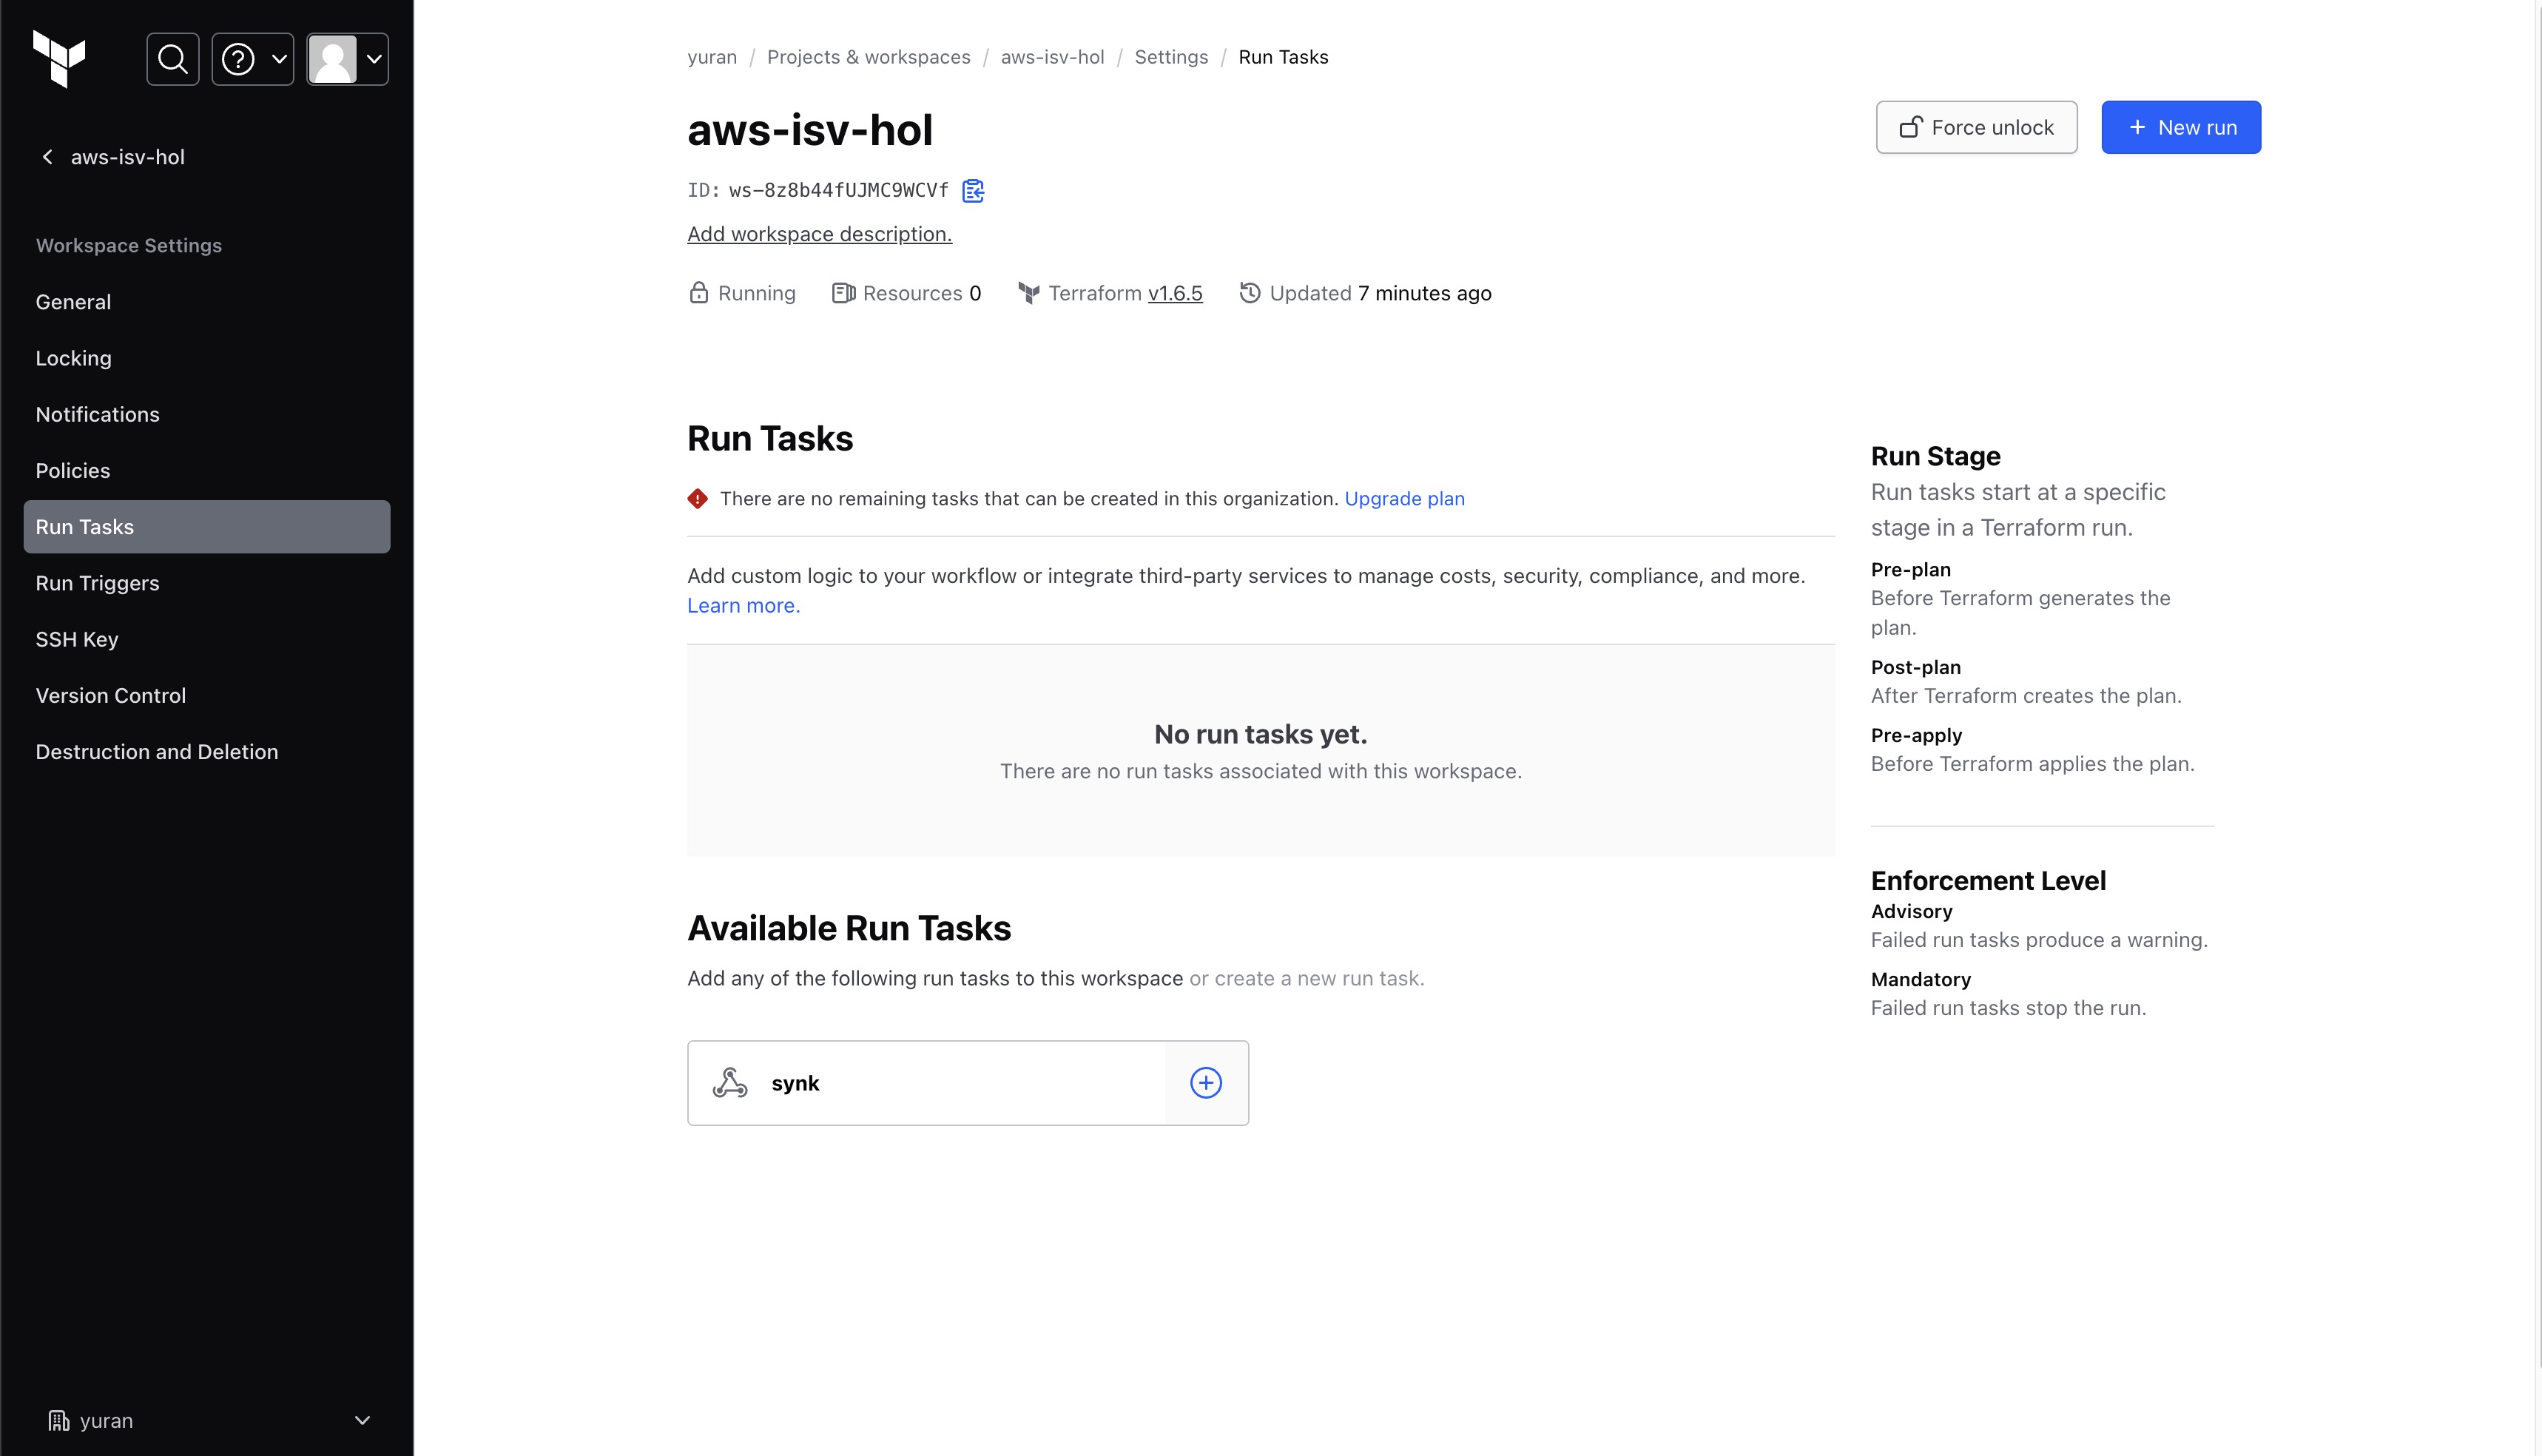 aws-isv-hol
Workspace Settings
General
Locking
Notifications
Policies
Run Tasks
Run Triggers
SSH Key
Version Control
Destruction and Deletion
yuran
yuran / Projects & workspaces / aws-isv-hol / Settings / Run Tasks
aws-isv-hol
Force unlock
+ New run
ID: ws-8z8b44fUJMC9WCVf
Add workspace description.
Running Resources 0 Terraform v1.6.5 Updated 7 minutes ago
Run Tasks
There are no remaining tasks that can be created in this organization. Upgrade plan
Add custom logic to your workflow or integrate third-party services to manage costs, security, compliance, and more.
Learn more.
No run tasks yet.
There are no run tasks associated with this workspace.
Available Run Tasks
Add any of the following run tasks to this workspace or create a new run task.
synk
Run Stage
Run tasks start at a specific
stage in a Terraform run.
Pre-plan
Before Terraform generates the
plan.
Post-plan
After Terraform creates the plan.
Pre-apply
Before Terraform applies the plan.
Enforcement Level
Advisory
Failed run tasks produce a warning.
Mandatory
Failed run tasks stop the run.